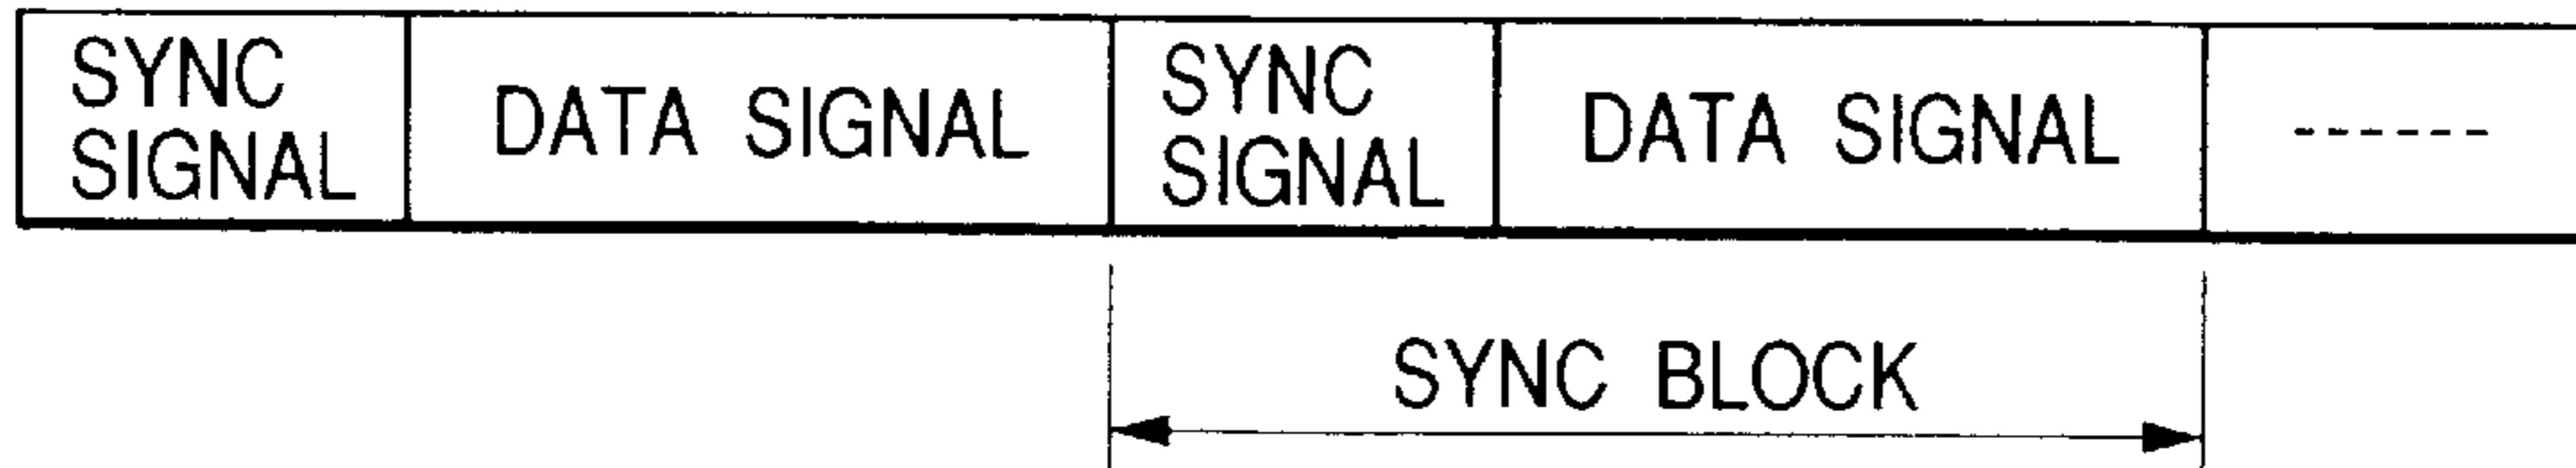 SYNC
SIGNAL
DATA SIGNAL
SYNC
SIGNAL
DATA SIGNAL
------
SYNC BLOCK